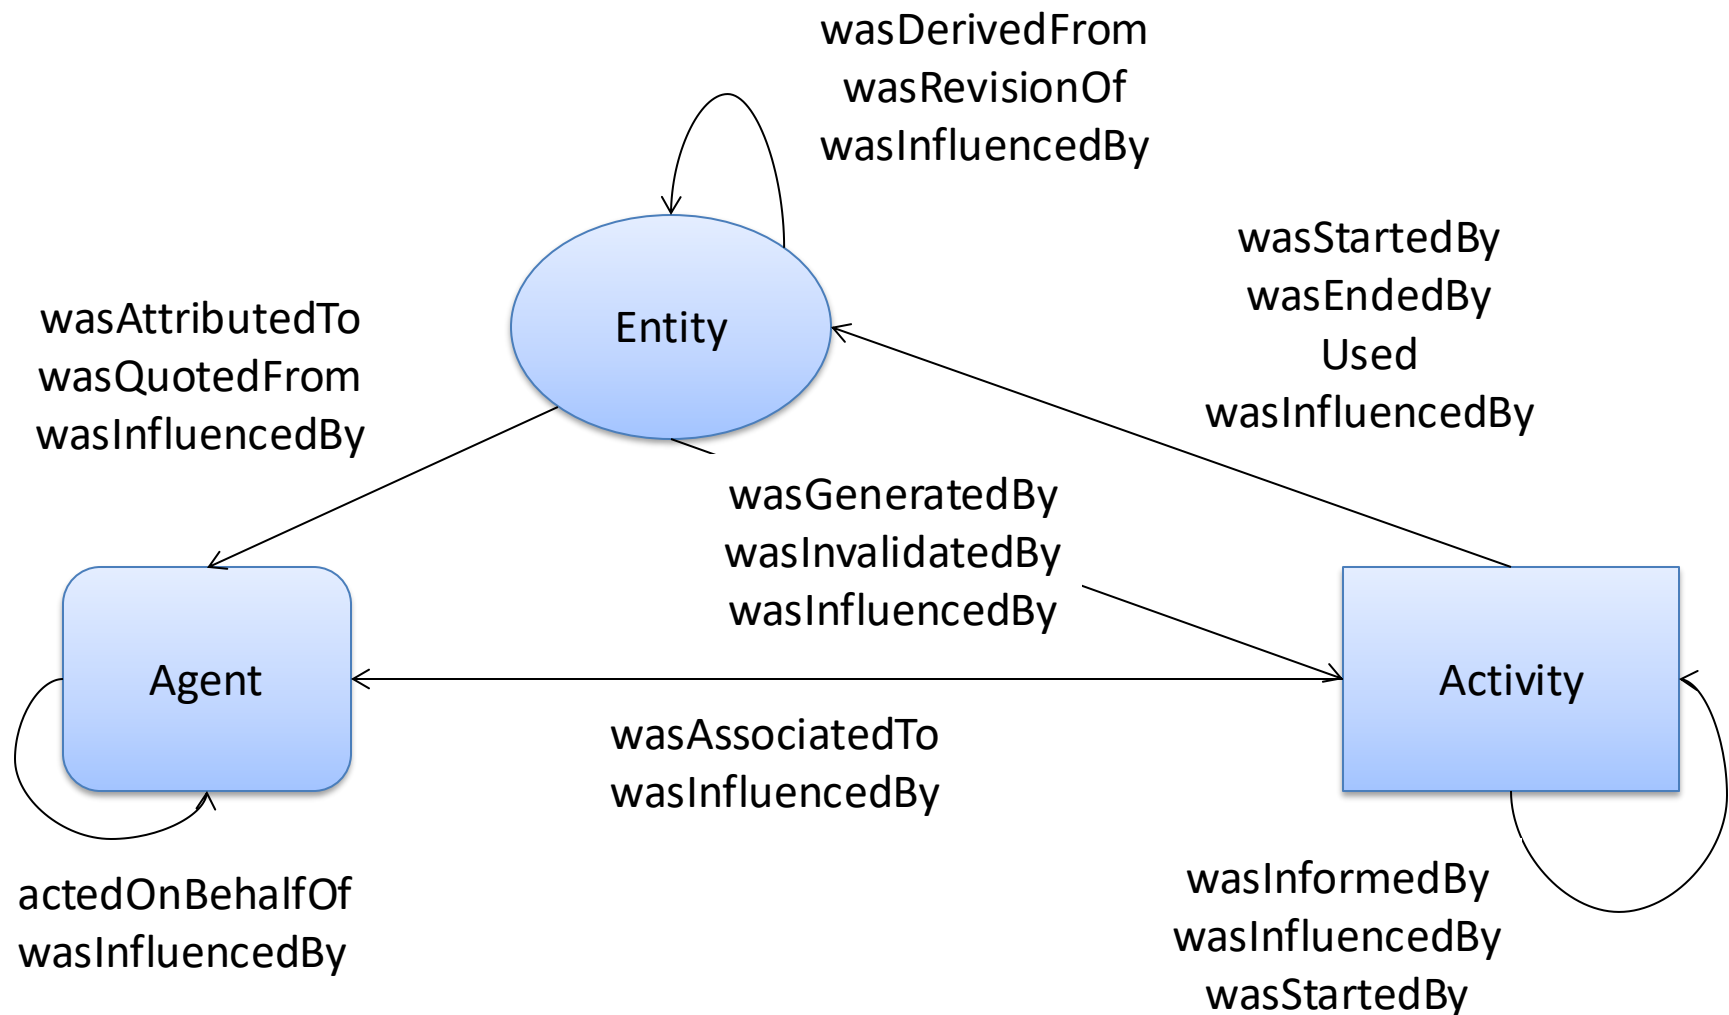 wasDerivedFrom
wasRevisionOf
wasInfluencedBy
wasStartedBy
wasEndedBy
Used
wasInfluencedBy
wasAttributedTo
wasQuotedFrom
wasInfluencedBy
Entity
wasGeneratedBy
wasInvalidatedBy
wasInfluencedBy
Agent
Activity
wasAssociatedTo
wasInfluencedBy
actedOnBehalfOf
wasInfluencedBy
wasInformedBy
wasInfluencedBy
wasStartedBy